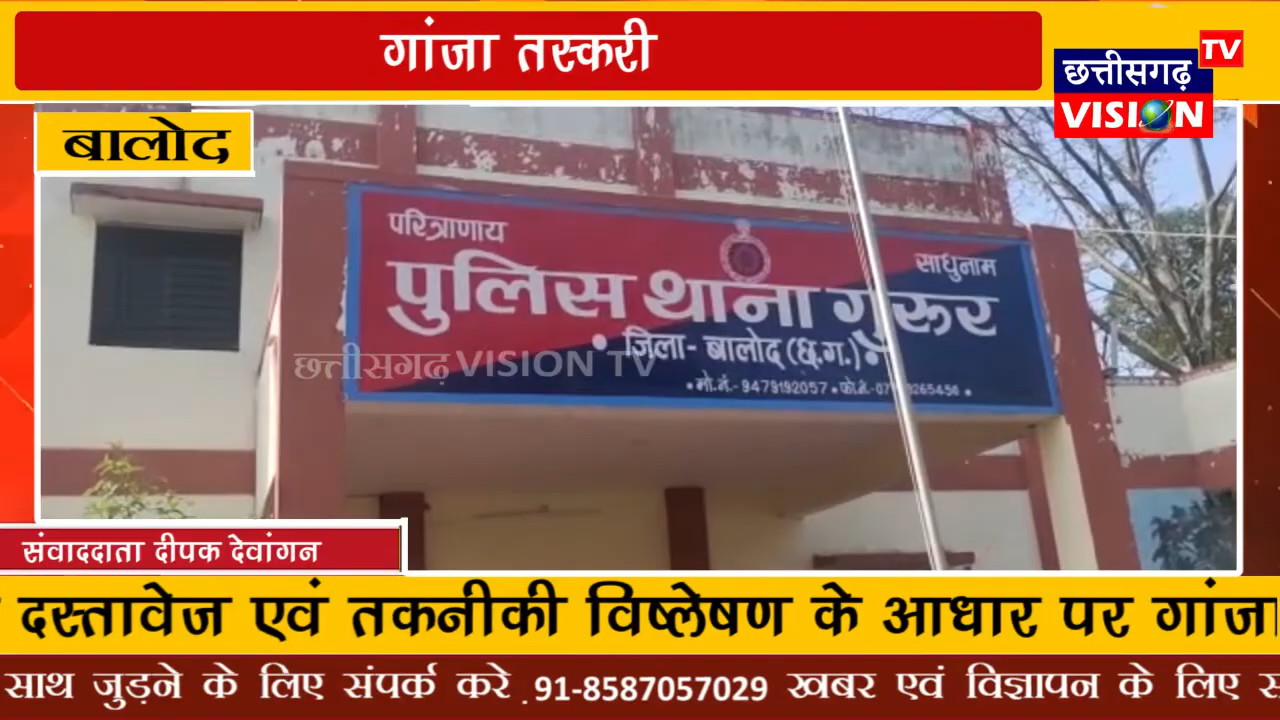 गांजा तस्करी
छत्तीसगढ़ TV
VISION
बालोद
परित्राणाय
साधुनाम
पुलिस थाना गुरुर
जिला- बालोद (छ.ग.)
छत्तीसगढ़ VISION TV
मो.नं.- 9479192057
संवाददाता दीपक देवांगन
दस्तावेज एवं तकनीकी विष्लेषण के आधार पर गांजा
साथ जुड़ने के लिए संपर्क करे 91-8587057029 खबर एवं विज्ञापन के लिए